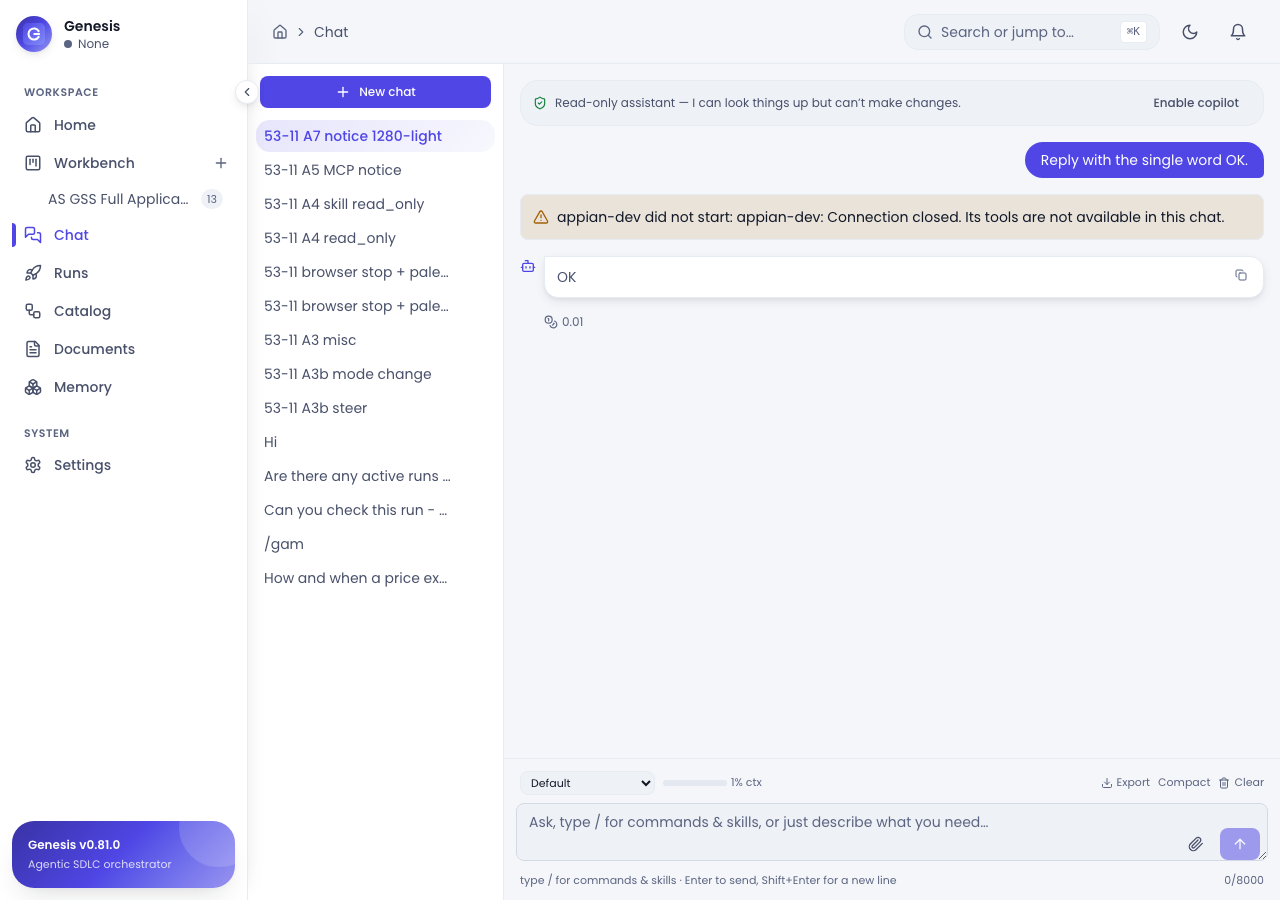 Genesis
None
WORKSPACE
Home
Workbench
AS GSS Full Applica... 13
Chat
Runs
Catalog
Documents
Memory
SYSTEM
Settings
Genesis v0.81.0
Agentic SDLC orchestrator
Chat
Search or jump to... ⌘K
New chat
53-11 A7 notice 1280-light
53-11 A5 MCP notice
53-11 A4 skill read_only
53-11 A4 read_only
53-11 browser stop + pale...
53-11 browser stop + pale...
53-11 A3 misc
53-11 A3b mode change
53-11 A3b steer
Hi
Are there any active runs ...
Can you check this run - ...
/gam
How and when a price ex...
Read-only assistant — I can look things up but can't make changes. Enable copilot
Reply with the single word OK.
appian-dev did not start: appian-dev: Connection closed. Its tools are not available in this chat.
OK
0.01
Default 1% ctx Export Compact Clear
Ask, type / for commands & skills, or just describe what you need...
type / for commands & skills · Enter to send, Shift+Enter for a new line 0/8000